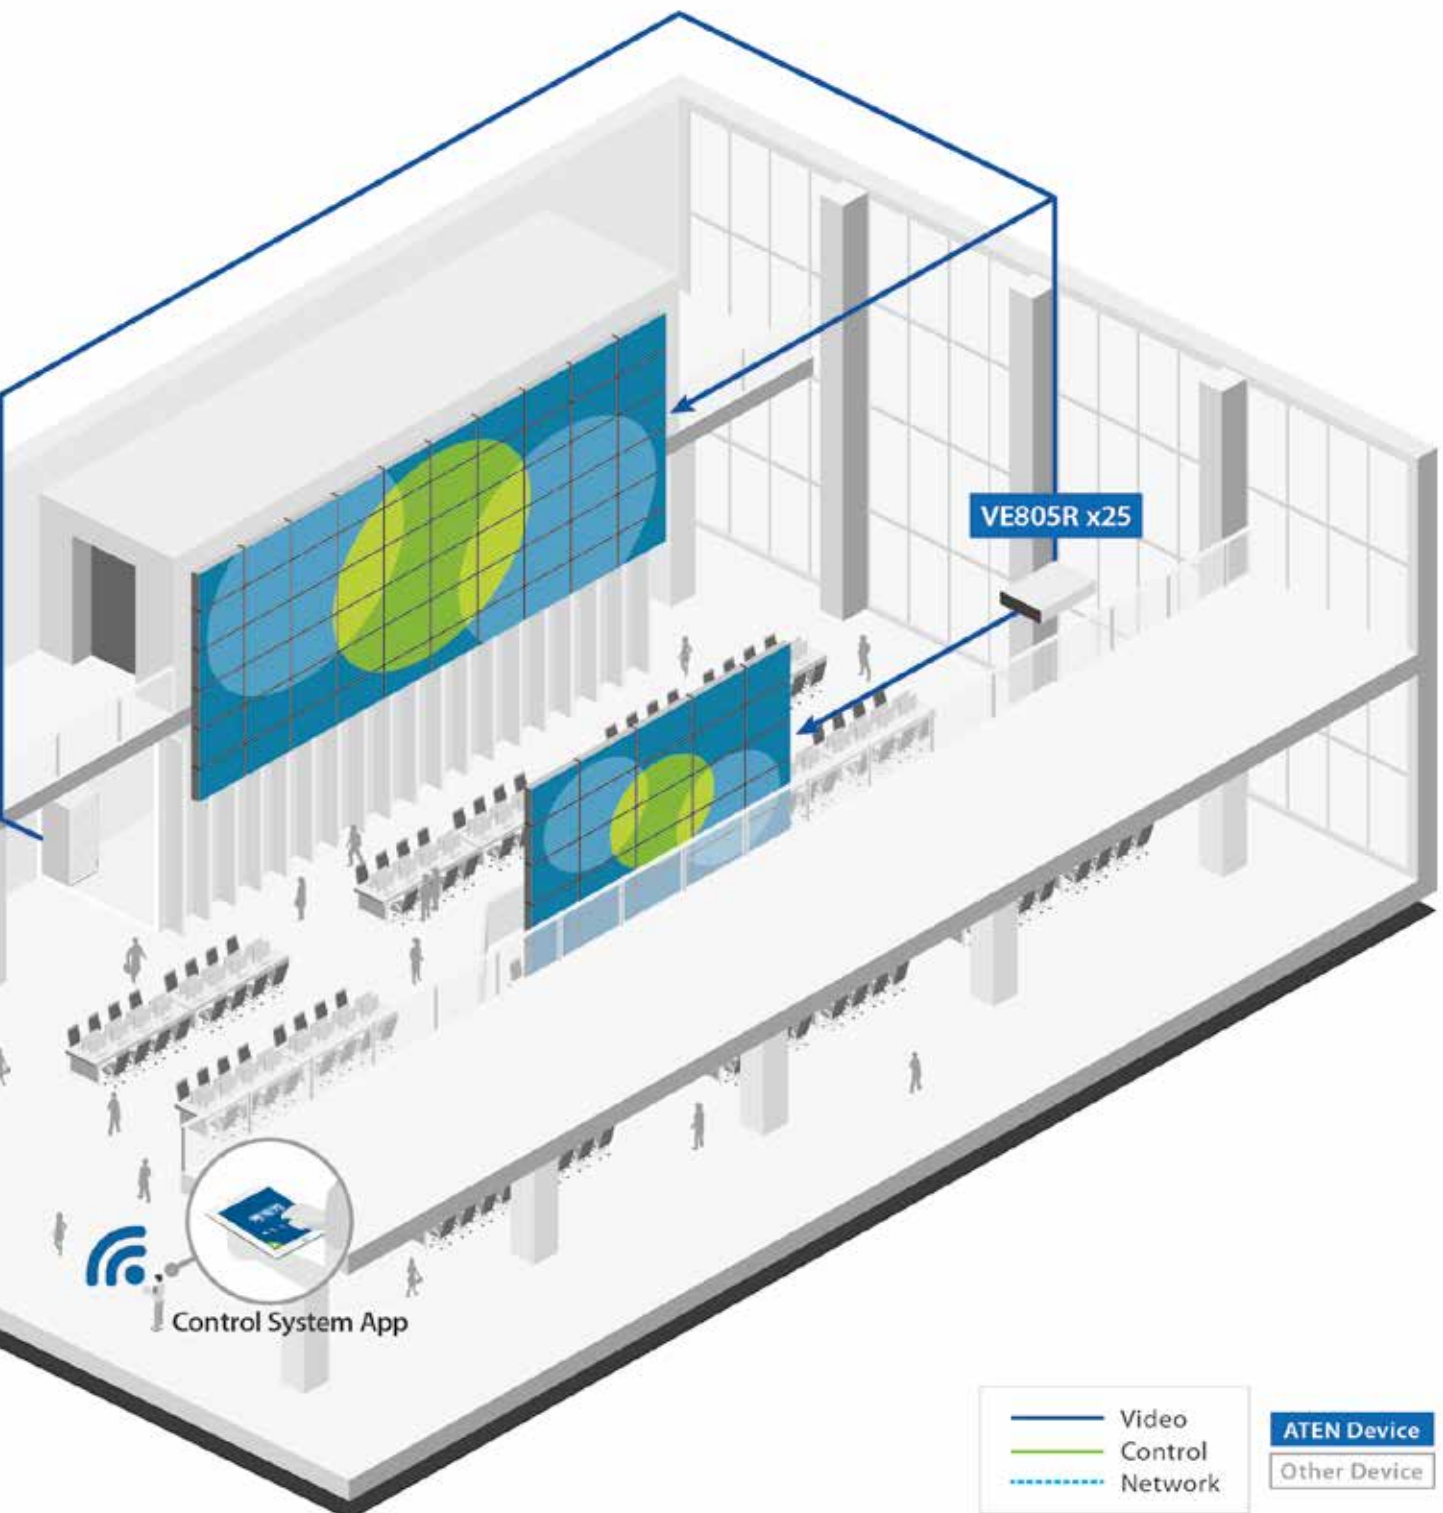 VE805R x25
Control System App
Video
Control
Network
ATEN Device
Other Device